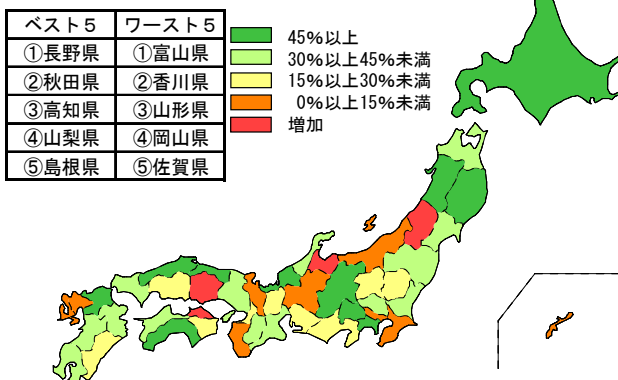 ベスト５ ワースト５
①長野県 ①富山県
②秋田県 ②香川県
③高知県 ③山形県
④山梨県 ④岡山県
⑤島根県 ⑤佐賀県
45％以上
30％以上45％未満
15％以上30％未満
0％以上15％未満
増加